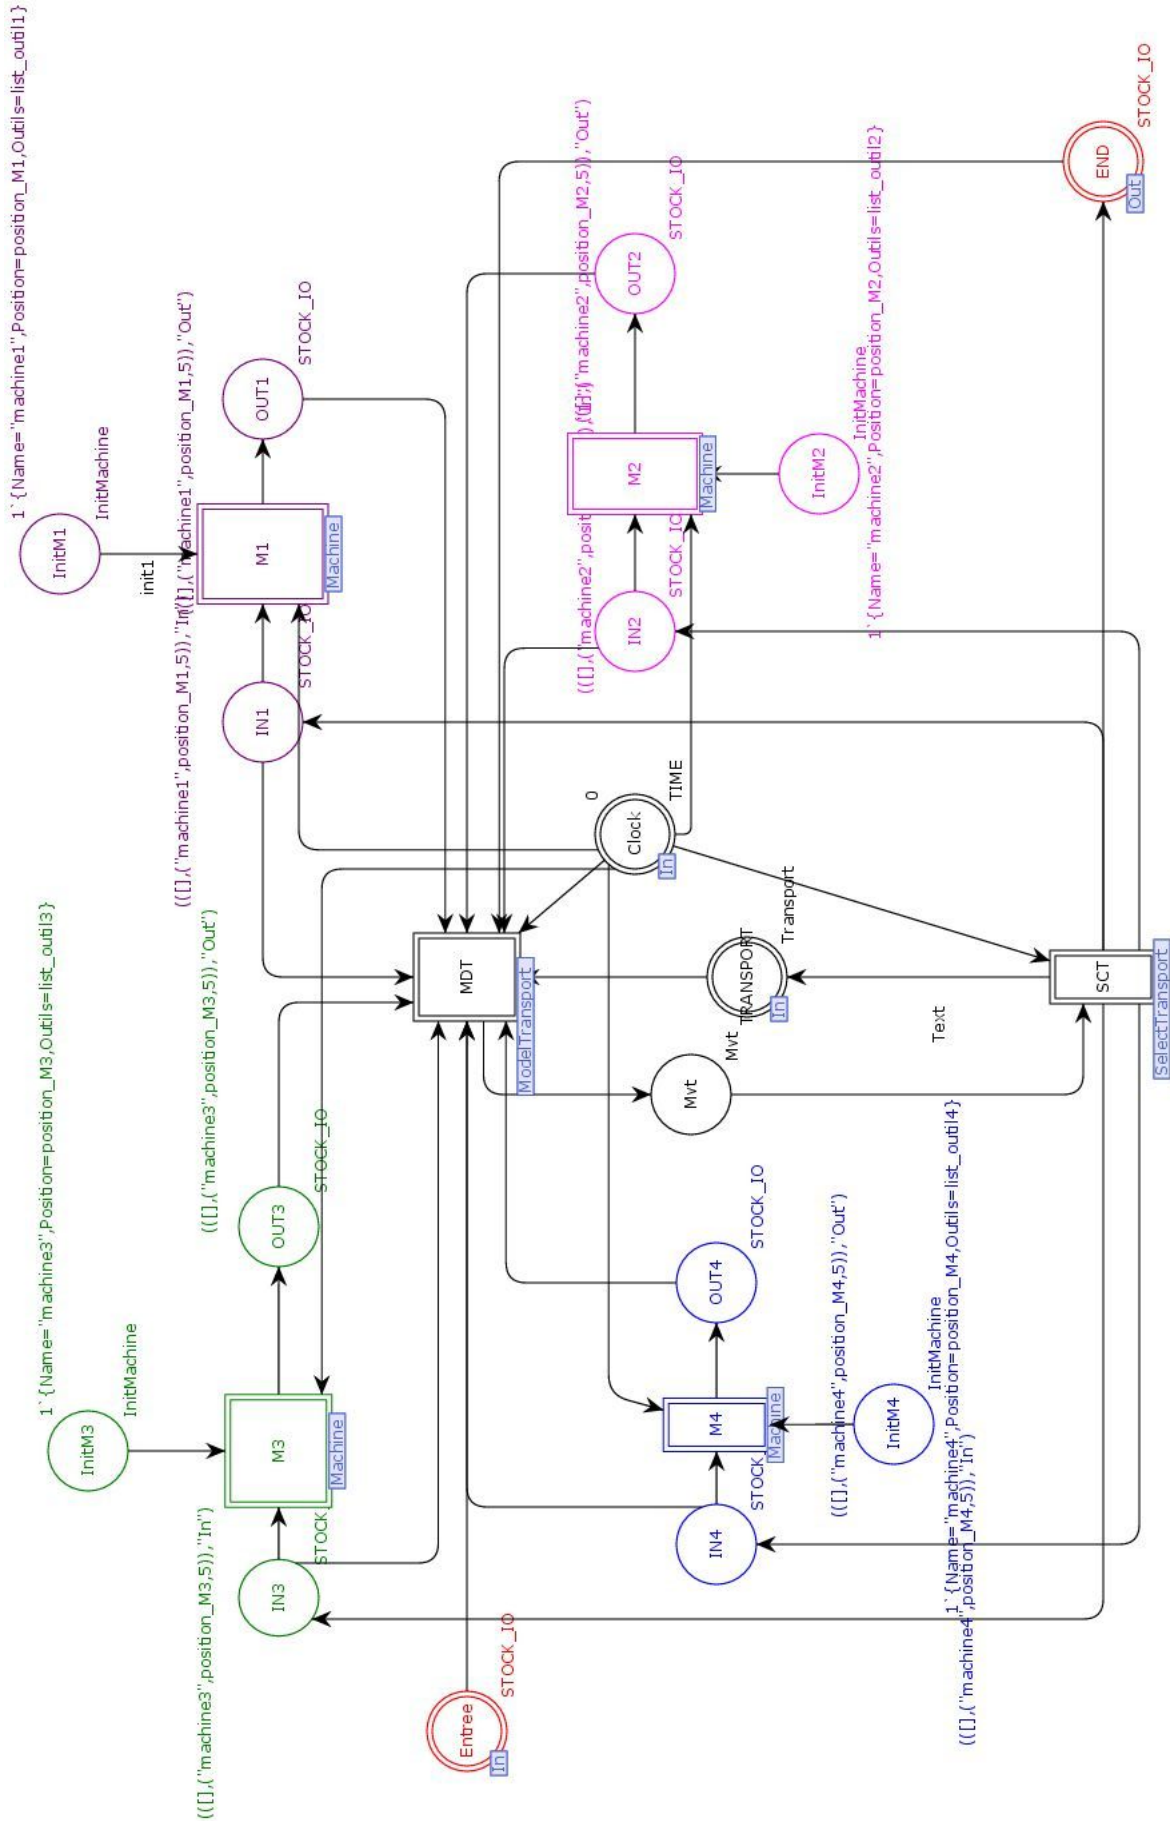 1`{Name="machine1",Position=position_M1,Outils=list_outil1}
InitM1
InitMachine
init1
(([],("machine1",position_M1,5)),"Out")
(([],("machine1",position_M1,5)),"In")
M1
Machine
IN1
STOCK_IO
OUT1
STOCK_IO
1`{Name="machine3",Position=position_M3,Outils=list_outil3}
InitM3
InitMachine
(([],("machine3",position_M3,5)),"Out")
(([],("machine3",position_M3,5)),"In")
M3
Machine
IN3
STOCK
OUT3
STOCK_IO
Entree
In
STOCK_IO
MDT
ModelTransport
Clock
In
0
TIME
TRANSPORT
In
Transport
Mvt
Mvt
Text
SCT
SelectTransport
(([],("machine2",position_M2,5)),"Out")
(([],("machine2",posit
M2
Machine
IN2
STOCK_IO
OUT2
STOCK_IO
InitM2
InitMachine
1`{Name="machine2",Position=position_M2,Outils=list_outil2}
M4
Machine
IN4
STOCK
OUT4
STOCK_IO
(([],("machine4",position_M4,5)),"Out")
InitM4
InitMachine
1`{Name="machine4",Position=position_M4,Outils=list_outil4}
(([],("machine4",position_M4,5)),"In")
END
Out
STOCK_IO